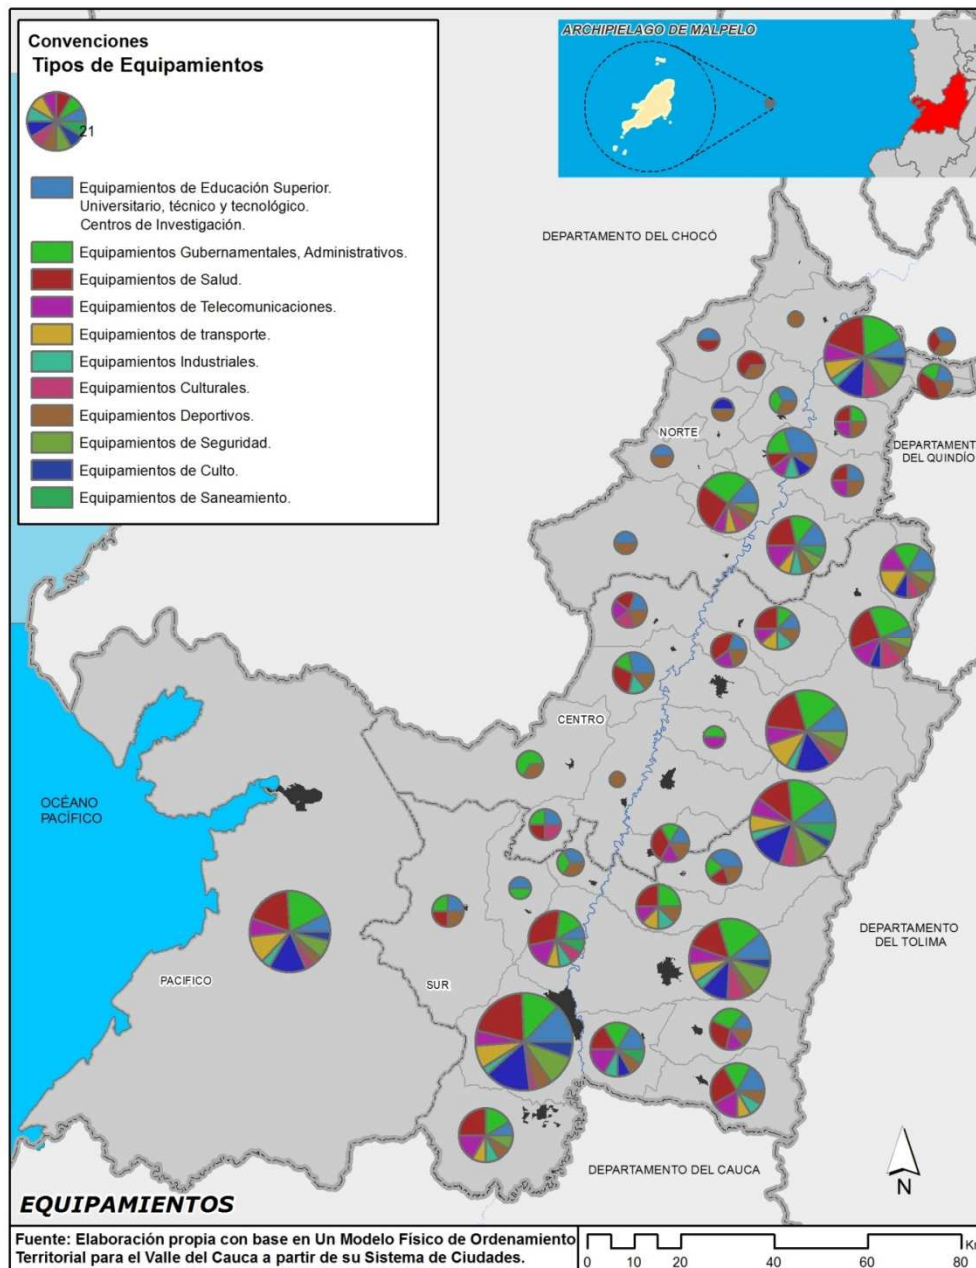 Convenciones
Tipos de Equipamientos
21
Equipamientos de Educación Superior.
Universitario, técnico y tecnológico.
Centros de Investigación.
Equipamientos Gubernamentales, Administrativos.
Equipamientos de Salud.
Equipamientos de Telecomunicaciones.
Equipamientos de transporte.
Equipamientos Industriales.
Equipamientos Culturales.
Equipamientos Deportivos.
Equipamientos de Seguridad.
Equipamientos de Culto.
Equipamientos de Saneamiento.
ARCHIPIELAGO DE MALPELO
DEPARTAMENTO DEL CHOCÓ
NORTE
DEPARTAMENT
DEL QUINDÍO
CENTRO
OCÉANO
PACÍFICO
DEPARTAMENTO
DEL TOLIMA
PACIFICO
SUR
DEPARTAMENTO DEL CAUCA
N
EQUIPAMIENTOS
Fuente: Elaboración propia con base en Un Modelo Físico de Ordenamiento
Territorial para el Valle del Cauca a partir de su Sistema de Ciudades.
0 10 20 40 60 80